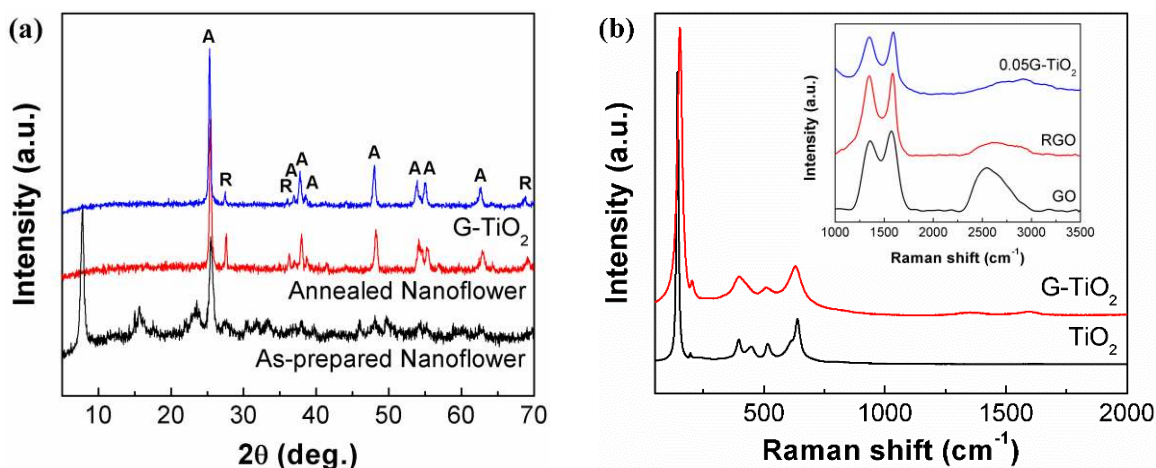 (a)
A
A
A
A
A A
R
R
A
A
R
G-TiO₂
Annealed Nanoflower
As-prepared Nanoflower
Intensity (a.u.)
10 20 30 40 50 60 70
2θ (deg.)
(b)
Intensity (a.u.)
0.05G-TiO₂
RGO
GO
1000 1500 2000 2500 3000 3500
Raman shift (cm⁻¹)
G-TiO₂
TiO₂
Intensity (a.u.)
500 1000 1500 2000
Raman shift (cm⁻¹)